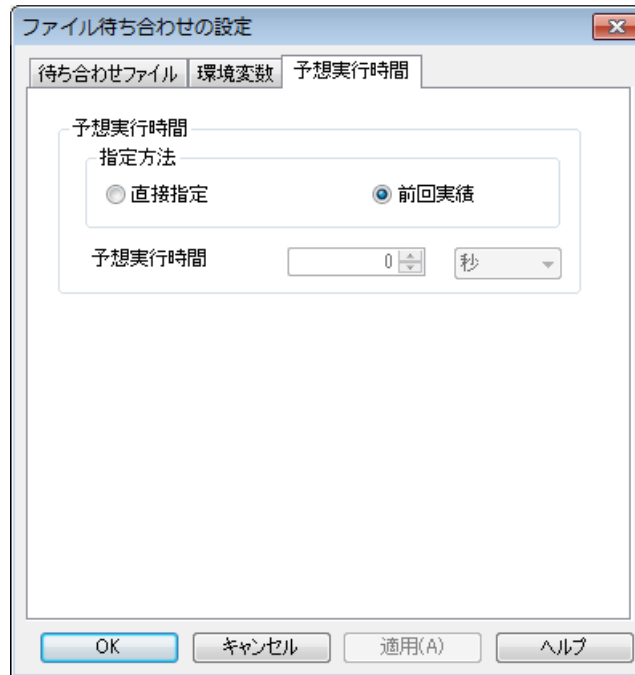 ファイル待ち合わせの設定
待ち合わせファイル 環境変数 予想実行時間
予想実行時間
指定方法
直接指定 前回実績
予想実行時間 0 秒
OK キャンセル 適用(A) ヘルプ